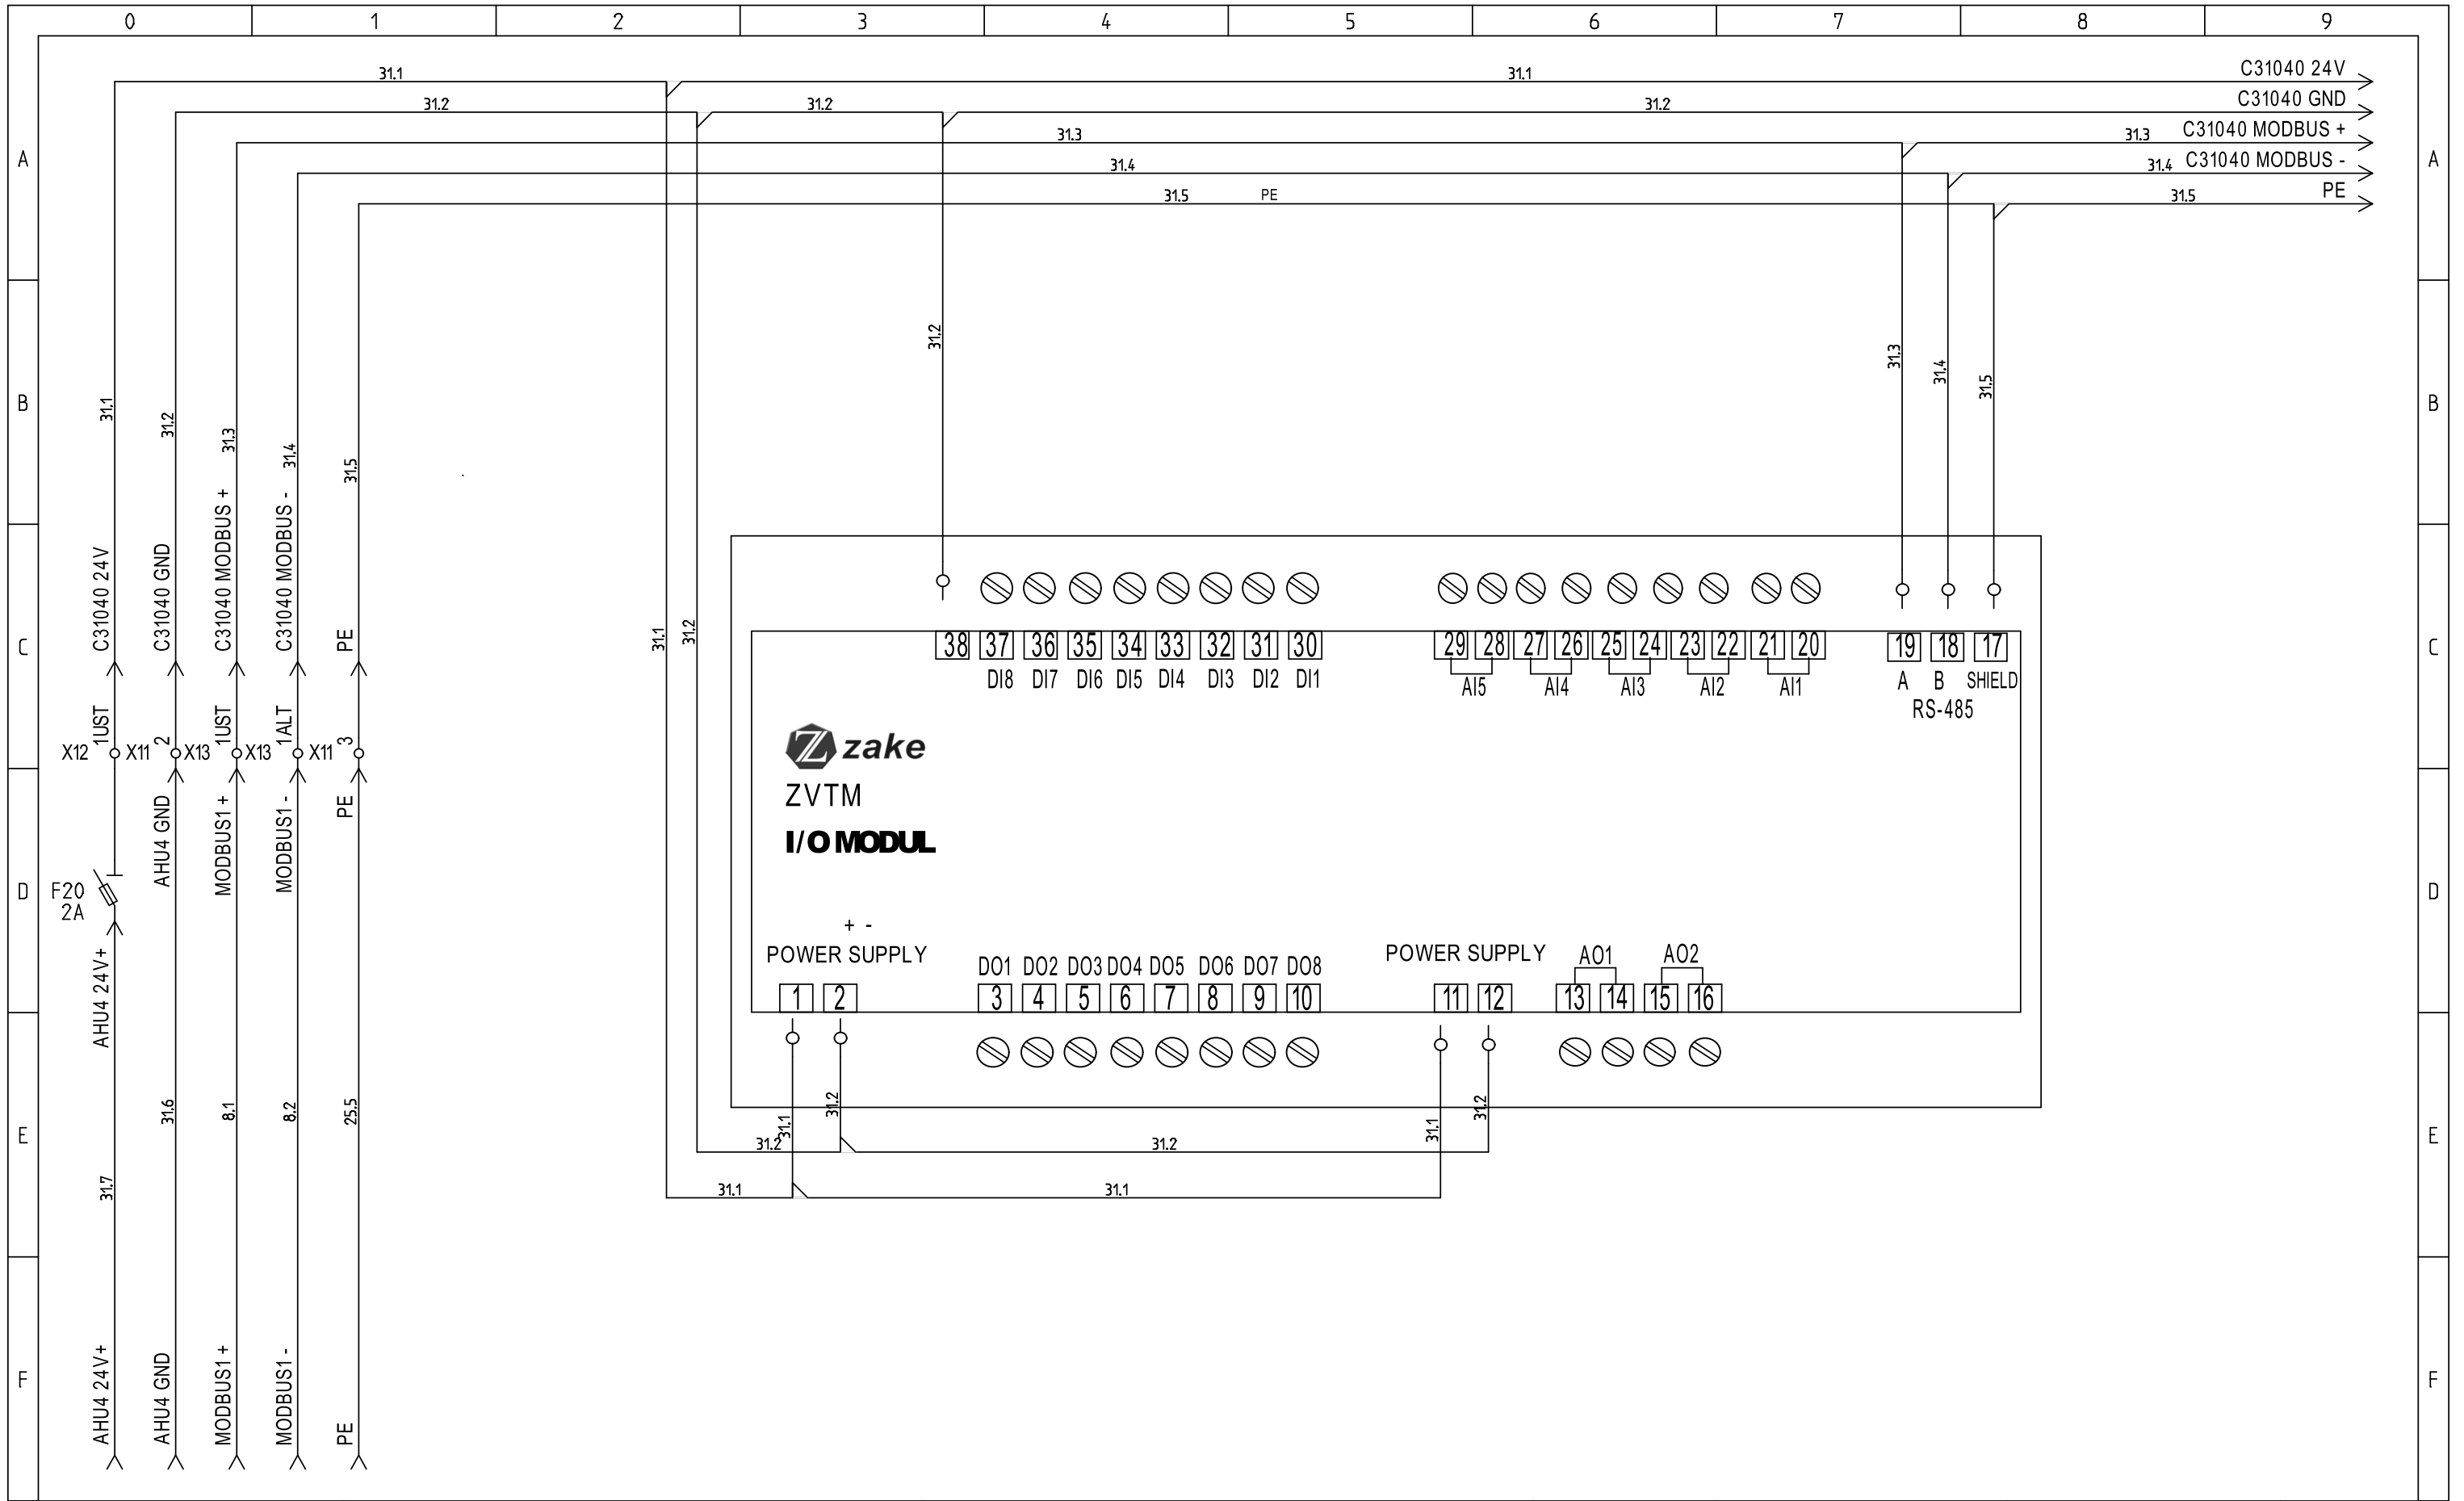 0 1 2 3 4 5 6 7 8 9
31.1 31.1 C31040 24V
31.2 31.2 31.2 C31040 GND
31.3 31.3 C31040 MODBUS +
31.4 31.4 C31040 MODBUS -
31.5 PE 31.5 PE
A A
31.2 31.3 31.4 31.5
B B
31.1 31.2 31.3 31.4 31.5
C31040 24V
C31040 GND
C31040 MODBUS +
C31040 MODBUS -
PE
31.1 31.2
C C
38 37 36 35 34 33 32 31 30 29 28 27 26 25 24 23 22 21 20 19 18 17
DI8 DI7 DI6 DI5 DI4 DI3 DI2 DI1 AI5 AI4 AI3 AI2 AI1 A B SHIELD
RS-485
1UST 2 1UST 1ALT 3
X12 X11 X13 X13 X11
zake
ZVTM
I/O MODUL
AHU4 GND
MODBUS1 +
MODBUS1 -
PE
D D
F20
2A
AHU4 24V+
+ -
POWER SUPPLY
POWER SUPPLY
DO1 DO2 DO3 DO4 DO5 DO6 DO7 DO8 AO1 AO2
1 2 3 4 5 6 7 8 9 10 11 12 13 14 15 16
31.6 8.1 8.2 25.5
31.1 31.2 31.1 31.2
E E
31.2 31.2
31.7
31.1 31.1
F F
AHU4 24V+
AHU4 GND
MODBUS1 +
MODBUS1 -
PE